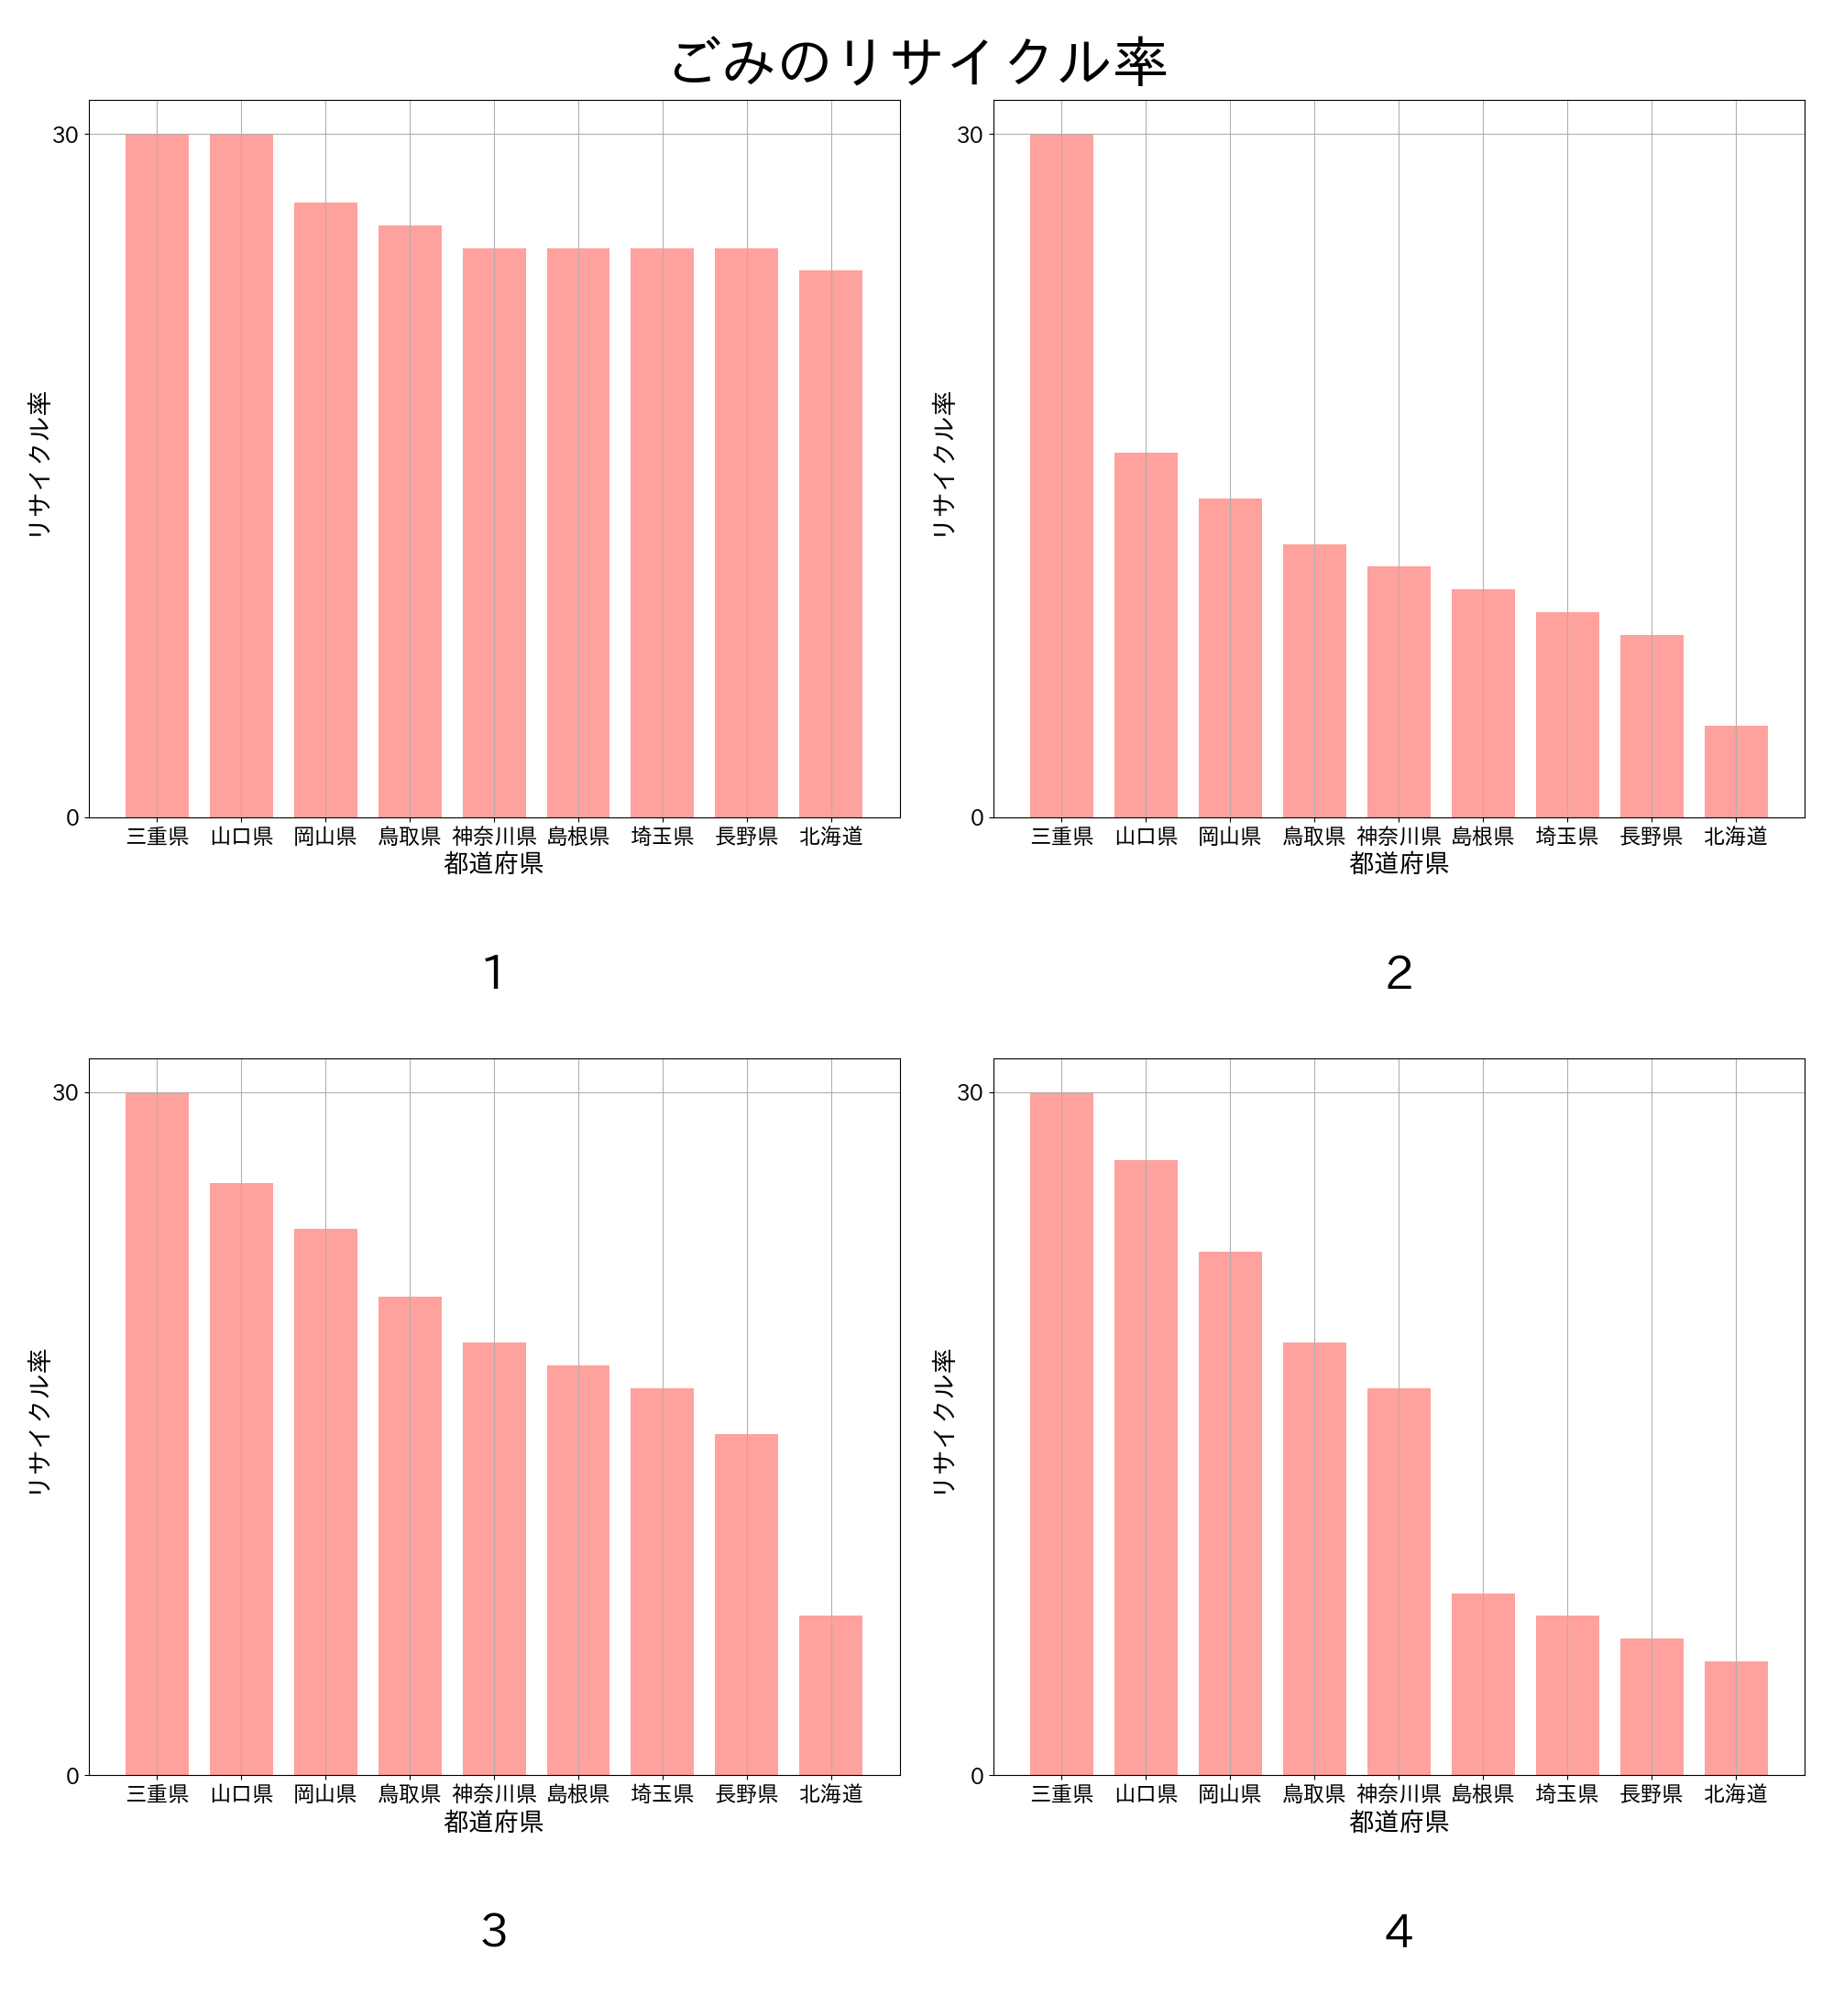 ごみのリサイクル率
30
0
リサイクル率
三重県 山口県 岡山県 鳥取県 神奈川県 島根県 埼玉県 長野県 北海道
都道府県
1
30
0
リサイクル率
三重県 山口県 岡山県 鳥取県 神奈川県 島根県 埼玉県 長野県 北海道
都道府県
2
30
0
リサイクル率
三重県 山口県 岡山県 鳥取県 神奈川県 島根県 埼玉県 長野県 北海道
都道府県
3
30
0
リサイクル率
三重県 山口県 岡山県 鳥取県 神奈川県 島根県 埼玉県 長野県 北海道
都道府県
4